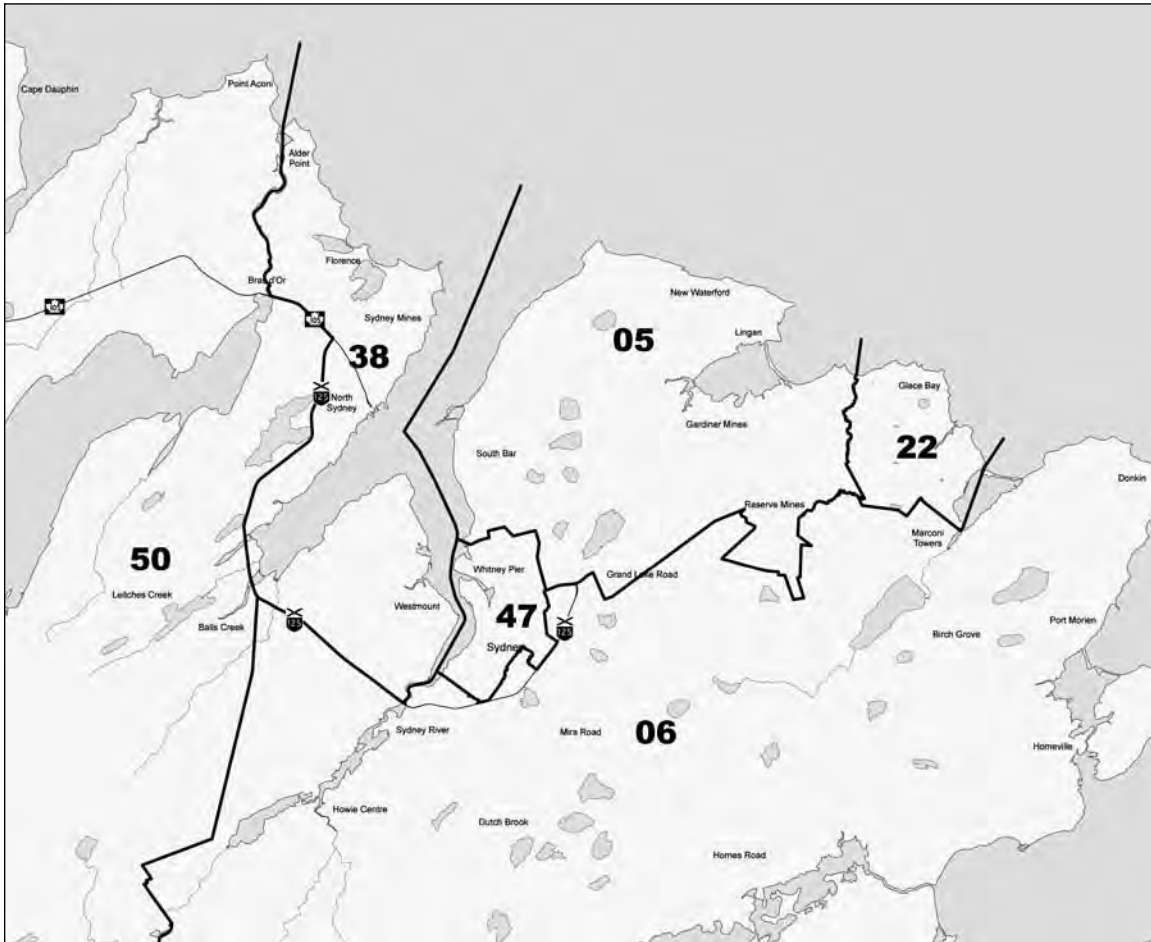 Point Aconi
Cape Dauphin
Alder
Point
Florence
Bras d'Or
New Waterford
105
105
Sydney Mines
Lingan
05
38
Glace Bay
125
North
Sydney
Gardiner Mines
22
South Bar
Donkin
Reserve Mines
Marconi
Towers
50
Whitney Pier
Grand Lake Road
Leitches Creek
Westmount
47
Port Morien
125
Balls Creek
125
Birch Grove
Sydney
Sydney River
Mira Road
06
Homeville
Howie Centre
Dutch Brook
Hornes Road